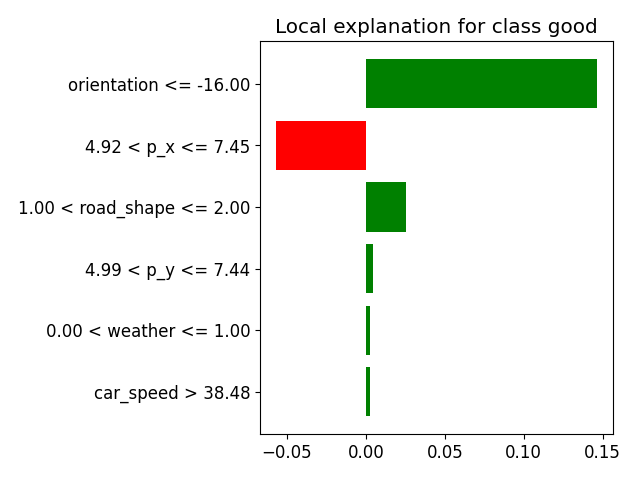 Local explanation for class good
orientation <= -16.00
4.92 < p_x <= 7.45
1.00 < road_shape <= 2.00
4.99 < p_y <= 7.44
0.00 < weather <= 1.00
car_speed > 38.48
−0.05 0.00 0.05 0.10 0.15